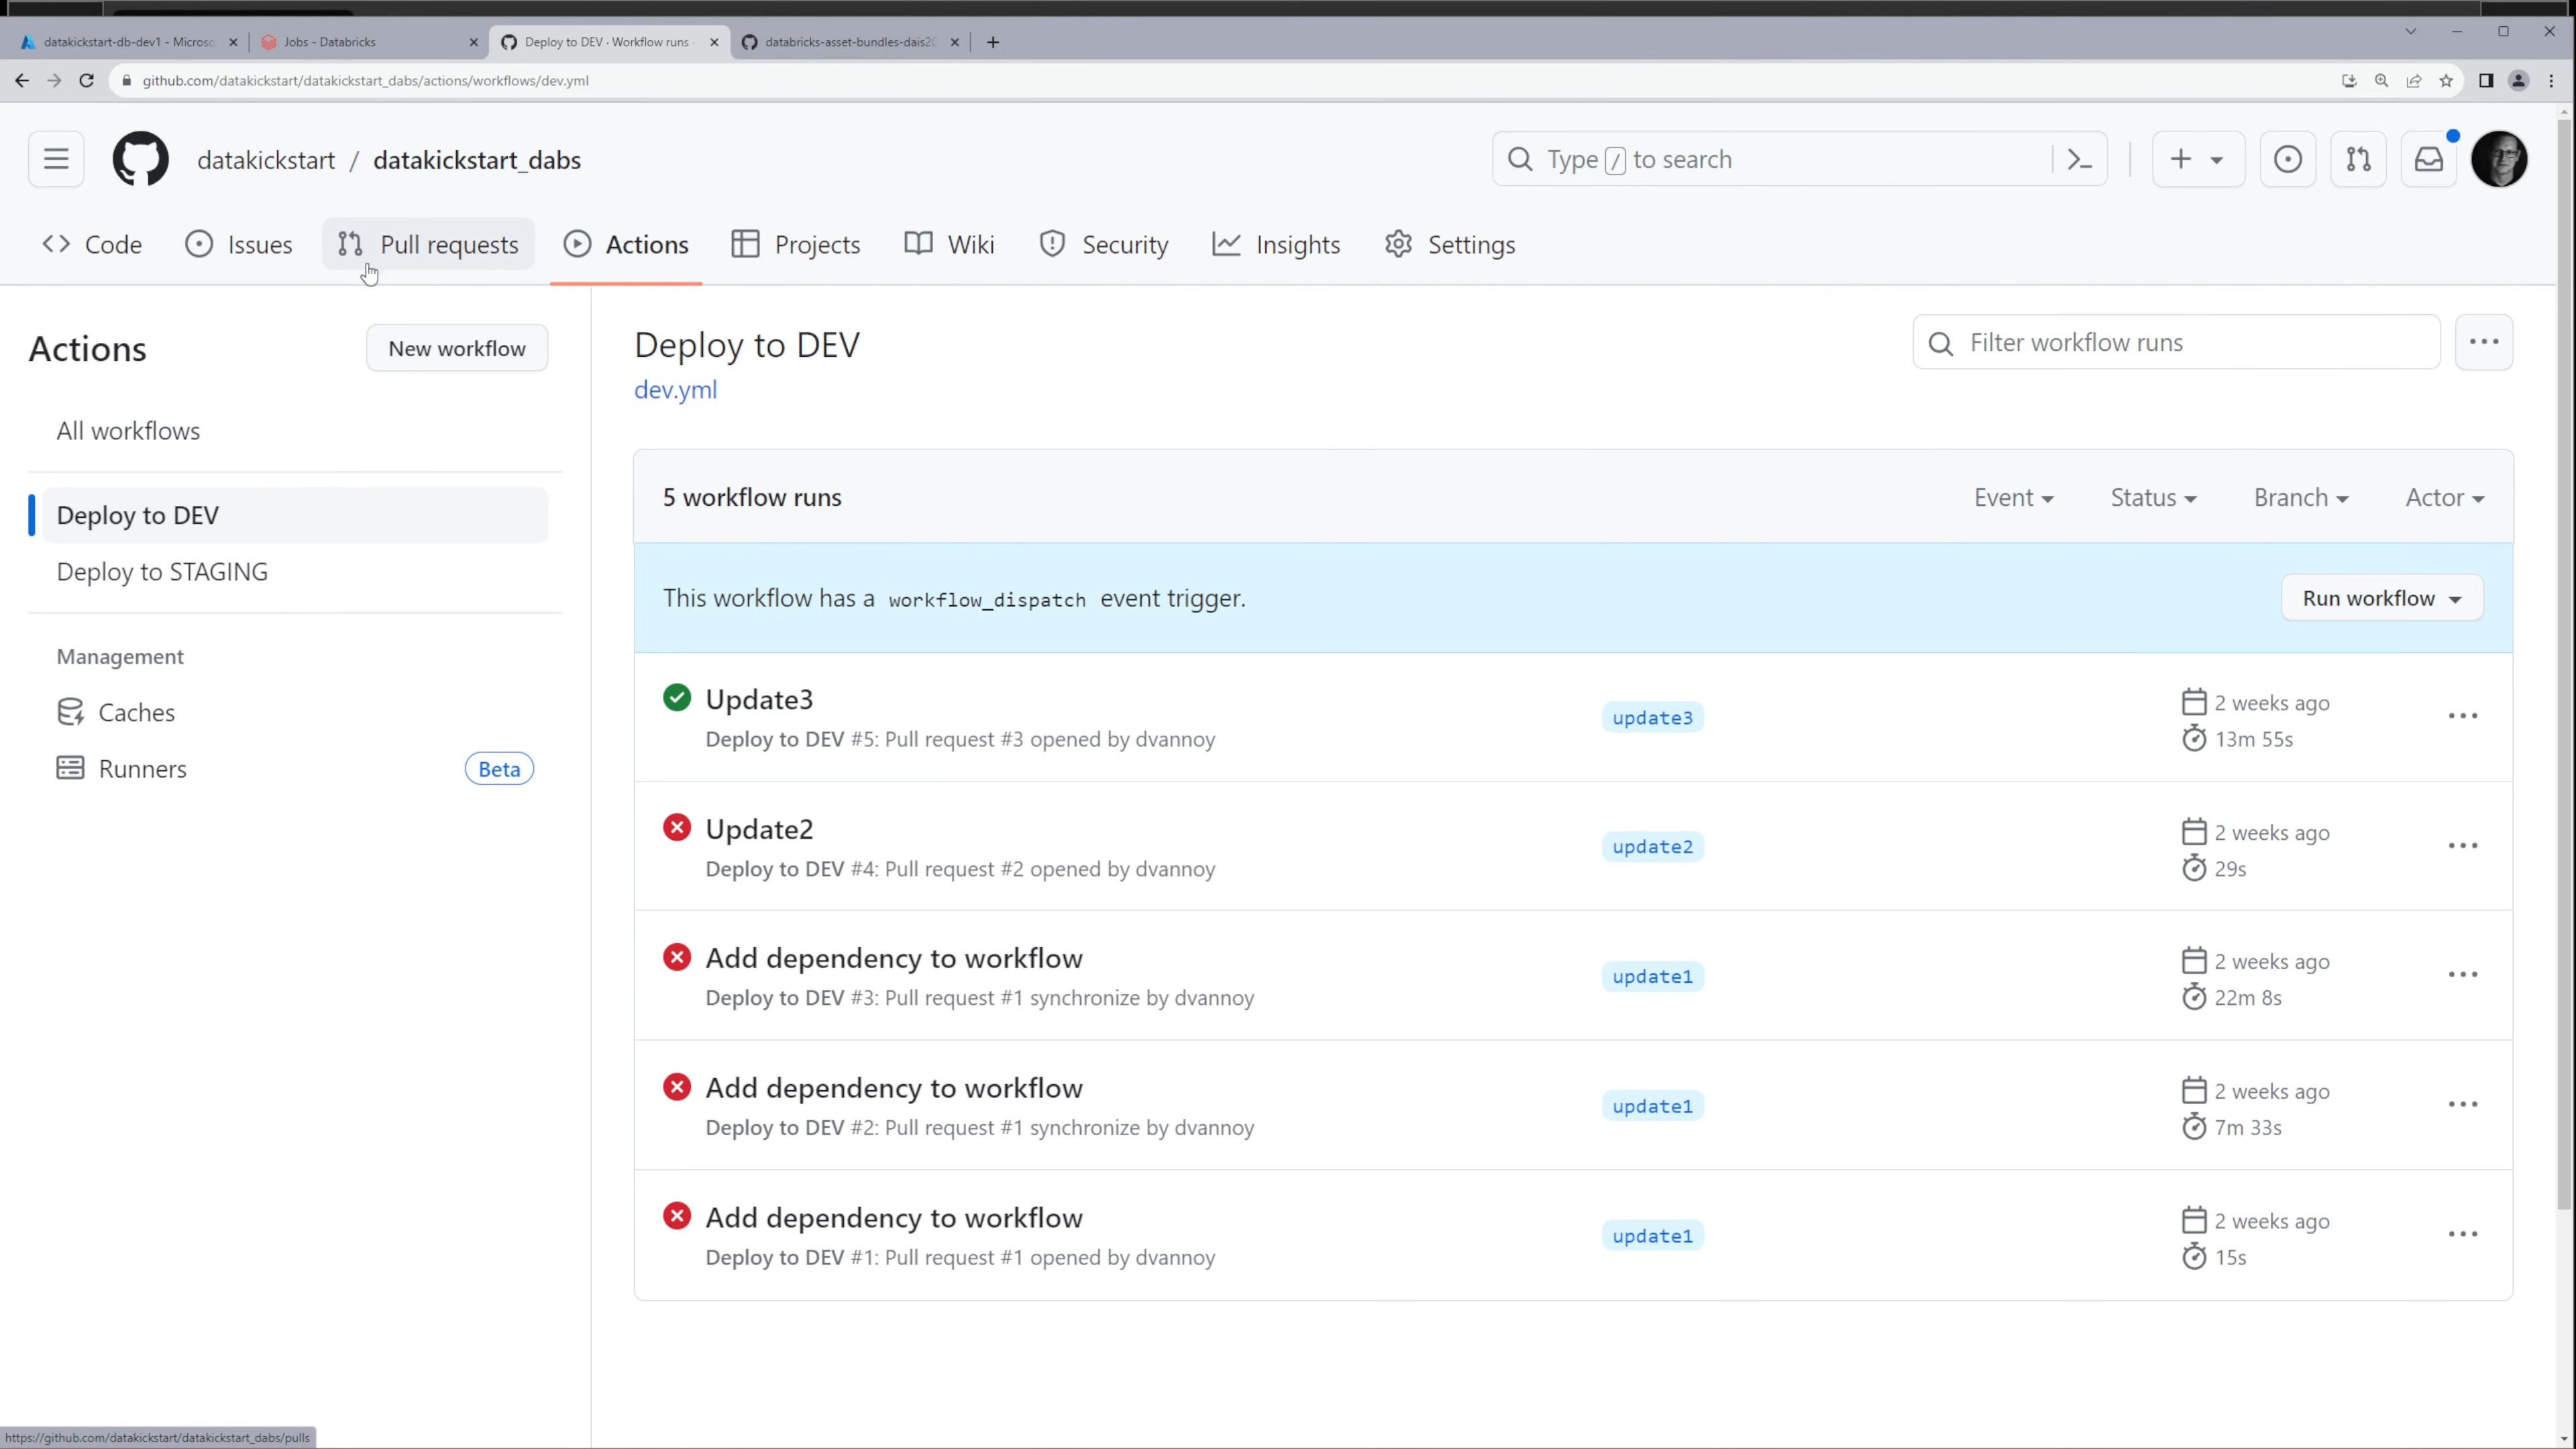 datakickstart-db-dev1 - Microso
Jobs - Databricks
Deploy to DEV · Workflow runs
databricks-asset-bundles-dais20
github.com/datakickstart/datakickstart_dabs/actions/workflows/dev.yml
datakickstart / datakickstart_dabs
Type / to search
Code
Issues
Pull requests
Actions
Projects
Wiki
Security
Insights
Settings
Actions
New workflow
All workflows
Deploy to DEV
Deploy to STAGING
Management
Caches
Runners
Beta
Deploy to DEV
dev.yml
Filter workflow runs
5 workflow runs
Event
Status
Branch
Actor
This workflow has a workflow_dispatch event trigger.
Run workflow
Update3
Deploy to DEV #5: Pull request #3 opened by dvannoy
update3
2 weeks ago
13m 55s
Update2
Deploy to DEV #4: Pull request #2 opened by dvannoy
update2
2 weeks ago
29s
Add dependency to workflow
Deploy to DEV #3: Pull request #1 synchronize by dvannoy
update1
2 weeks ago
22m 8s
Add dependency to workflow
Deploy to DEV #2: Pull request #1 synchronize by dvannoy
update1
2 weeks ago
7m 33s
Add dependency to workflow
Deploy to DEV #1: Pull request #1 opened by dvannoy
update1
2 weeks ago
15s
https://github.com/datakickstart/datakickstart_dabs/pulls